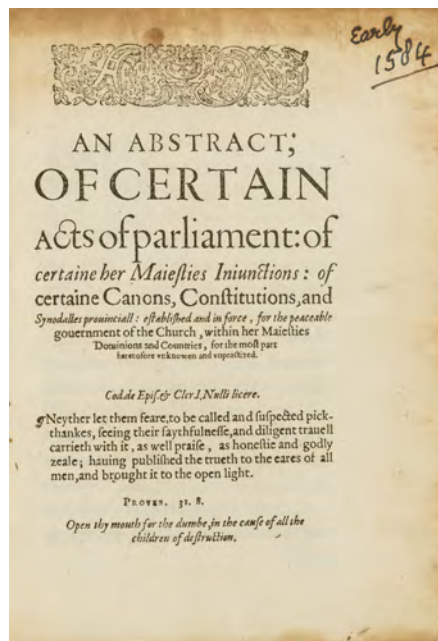 Early
1584
AN ABSTRACT;
OF CERTAIN
Acts of parliament: of
certaine her Maieſties Iniunctions: of
certaine Canons, Conſtitutions, and
Synodalles prouinciall: eſtabliſhed and in force, for the peaceable
gouernment of the Church, within her Maieſties
Dominions and Countries, for the moſt part
heretofore vnknowen and vnpractized.
Cod. de Epiſ. & Cler. l. Nulli licere.
Neyther let them feare, to be called and ſuſpected pick-
thankes, ſeeing their faythfulneſſe, and diligent trauell
carrieth with it, as well praiſe, as honeſtie and godly
zeale; hauing publiſhed the trueth to the eares of all
men, and brought it to the open light.
PROVER. 31. 8.
Open thy mouth for the dumbe, in the cauſe of all the
children of deſtruction.